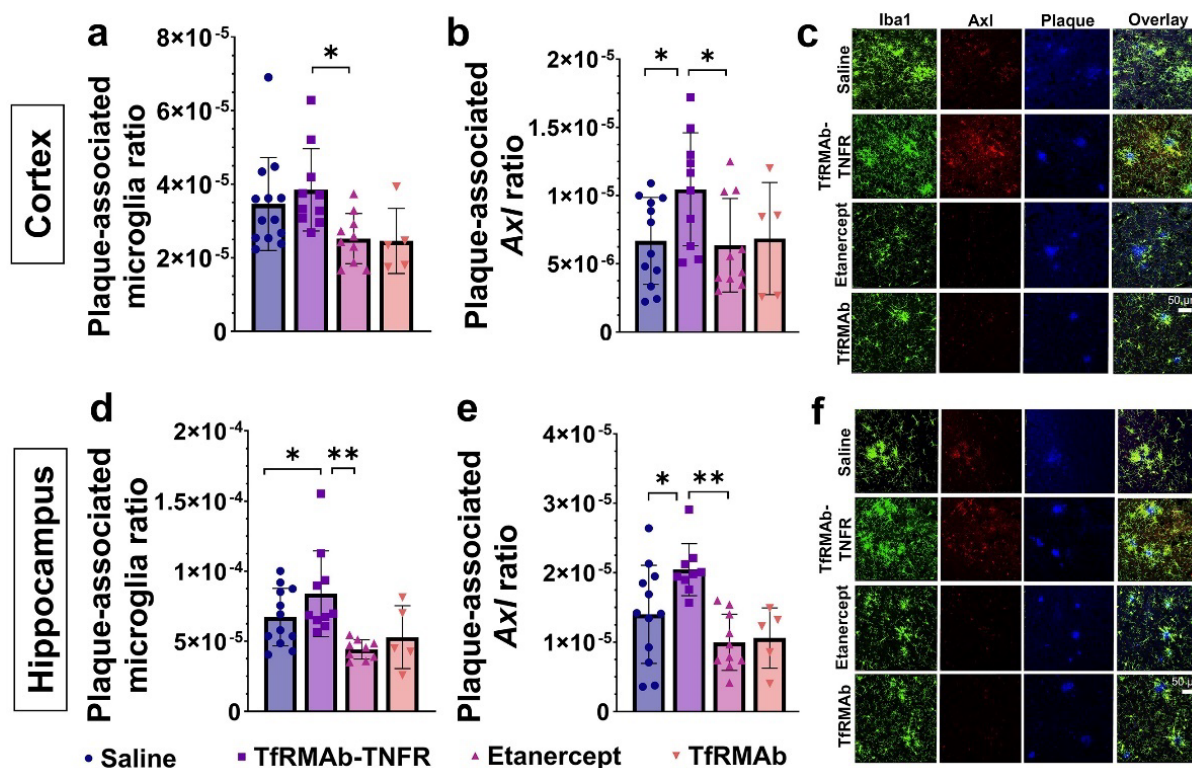 Cortex
a
Plaque-associated
microglia ratio
8×10⁻⁵
6×10⁻⁵
4×10⁻⁵
2×10⁻⁵
0
*
b
Plaque-associated
Axl ratio
2×10⁻⁵
1.5×10⁻⁵
1×10⁻⁵
5×10⁻⁶
0
* *
c
Iba1 Axl Plaque Overlay
Saline
TfRMAb-
TNFR
Etanercept
TfRMAb
50 µm
Hippocampus
d
Plaque-associated
microglia ratio
2×10⁻⁴
1.5×10⁻⁴
1×10⁻⁴
5×10⁻⁵
0
* **
e
Plaque-associated
Axl ratio
4×10⁻⁵
3×10⁻⁵
2×10⁻⁵
1×10⁻⁵
0
* **
f
Saline
TfRMAb-
TNFR
Etanercept
TfRMAb
50 µ
Saline TfRMAb-TNFR Etanercept TfRMAb